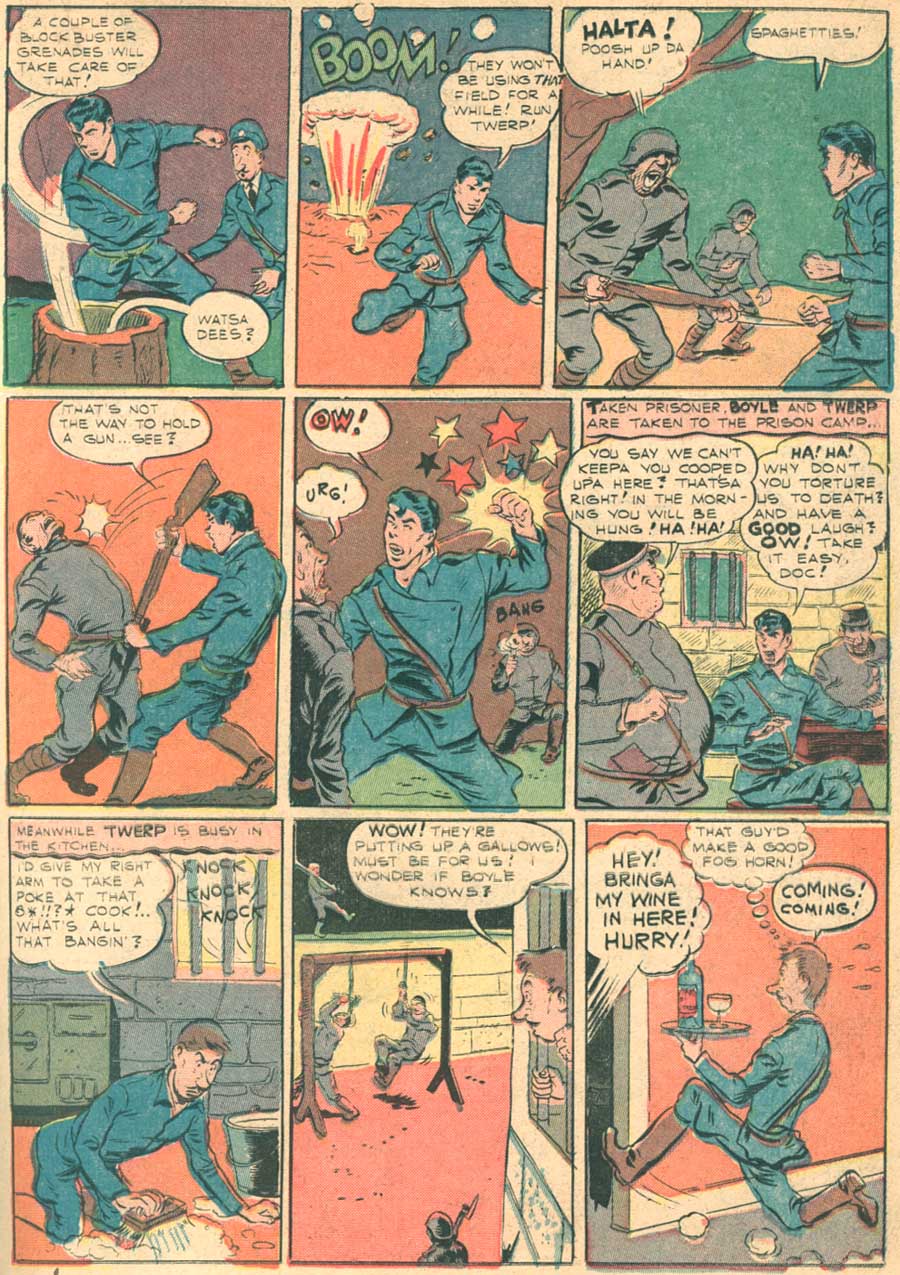 A COUPLE OF
BLOCK BUSTER
GRENADES WILL
TAKE CARE OF
THAT!
WATSA
DEES?
BOOM!
THEY WON'T
BE USING THAT
FIELD FOR A
WHILE! RUN
TWERP!
HALTA!
POOSH UP DA
HAND!
SPAGHETTIES!
THAT'S NOT
THE WAY TO HOLD
A GUN...SEE?
OW!
URG!
BANG
TAKEN PRISONER, BOYLE AND TWERP
ARE TAKEN TO THE PRISON CAMP...
YOU SAY WE CAN'T
KEEPA YOU COOPED
UPA HERE? THATSA
RIGHT! IN THE MORN-
ING YOU WILL BE
HUNG! HA! HA!
HA! HA!
WHY DON'T
YOU TORTURE
US TO DEATH?
AND HAVE A
GOOD LAUGH?
OW! TAKE
IT EASY,
DOC!
MEANWHILE TWERP IS BUSY IN
THE KITCHEN...
I'D GIVE MY RIGHT
ARM TO TAKE A
POKE AT THAT
&*!!?* COOK!..
WHAT'S ALL
THAT BANGIN'?
KNOCK
KNOCK
KNOCK
WOW! THEY'RE
PUTTING UP A GALLOWS!
MUST BE FOR US! I
WONDER IF BOYLE
KNOWS?
HEY!
BRINGA
MY WINE
IN HERE!
HURRY!
THAT GUY'D
MAKE A GOOD
FOG HORN!
COMING!
COMING!